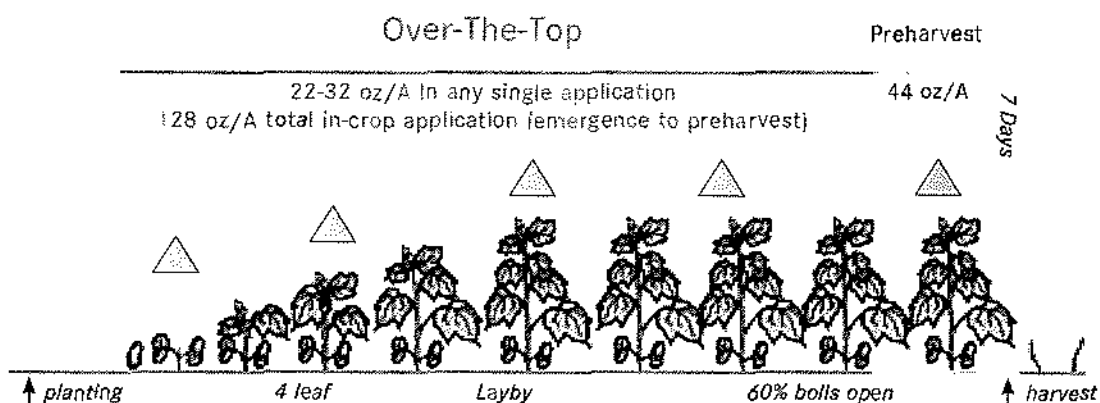 Over-The-Top
Preharvest
22-32 oz/A in any single application
44 oz/A
128 oz/A total in-crop application (emergence to preharvest)
7 Days
planting
4 leaf
Layby
60% bolls open
harvest